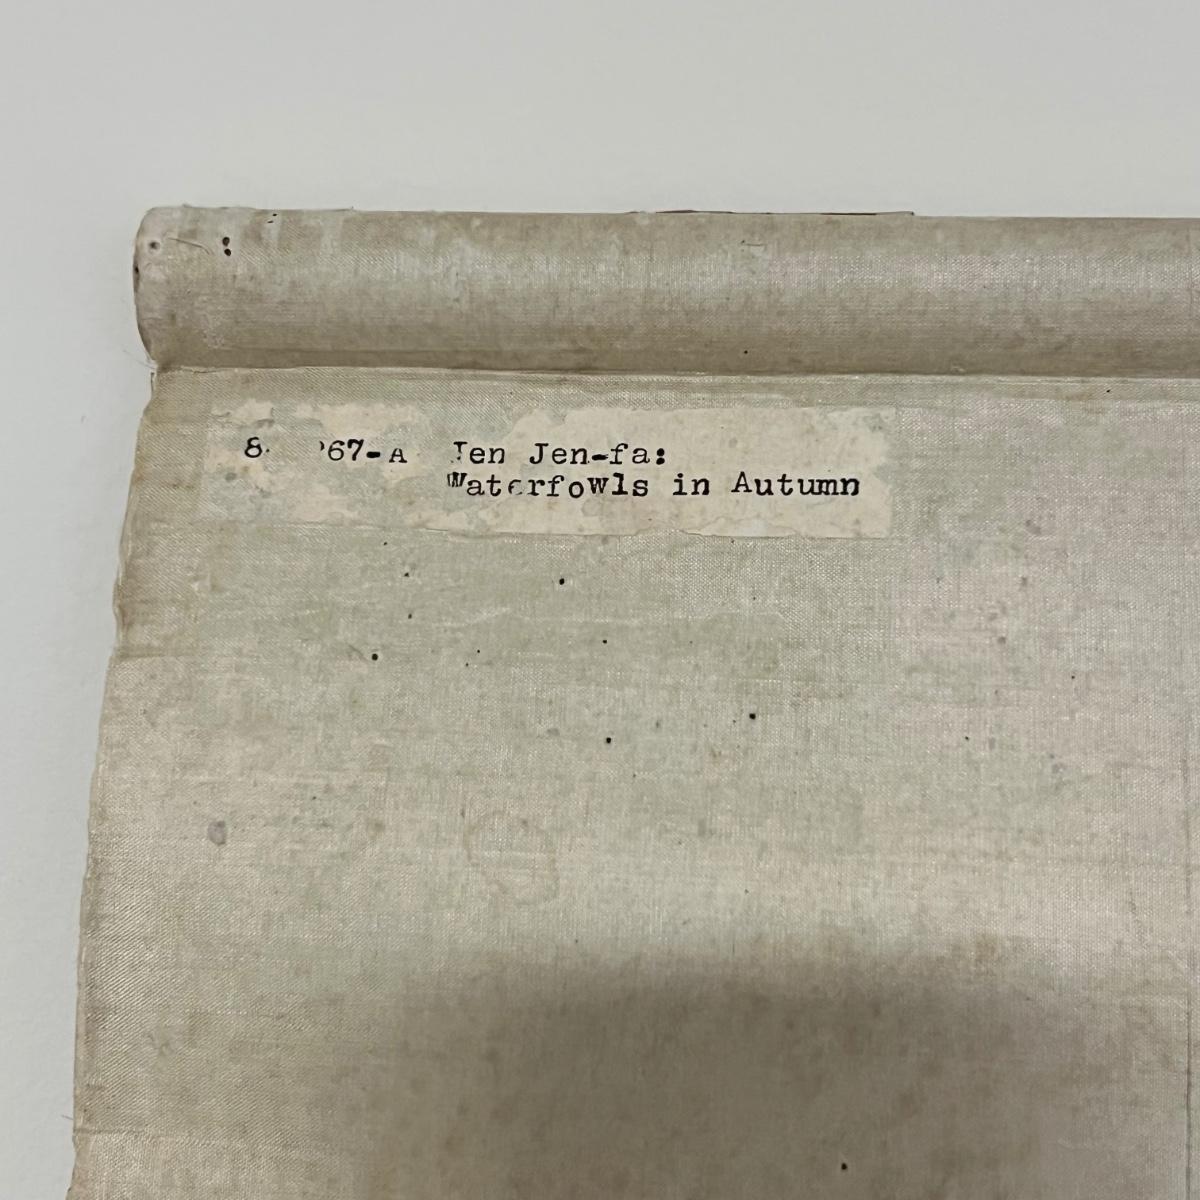 8. '67-A Jen Jen-fa:
Waterfowls in Autumn